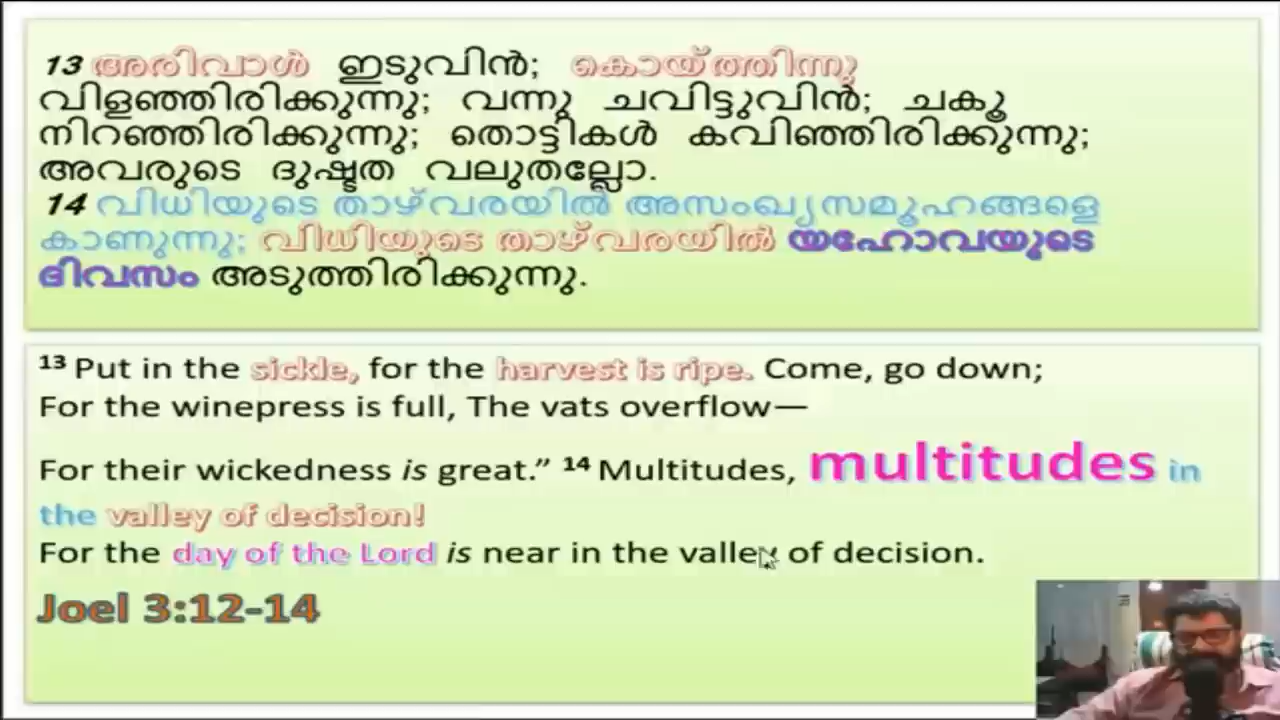 13 അരിവാൾ ഇടുവിൻ; കൊയ്ത്തിന്നു
വിളഞ്ഞിരിക്കുന്നു; വന്നു ചവിട്ടുവിൻ; ചക്കു
നിറഞ്ഞിരിക്കുന്നു; തൊട്ടികൾ കവിഞ്ഞിരിക്കുന്നു;
അവരുടെ ദുഷ്ടത വലുതല്ലോ.
14 വിധിയുടെ താഴ്‌വരയിൽ അസംഖ്യസമൂഹങ്ങളെ
കാണുന്നു; വിധിയുടെ താഴ്‌വരയിൽ യഹോവയുടെ
ദിവസം അടുത്തിരിക്കുന്നു.
13 Put in the sickle, for the harvest is ripe. Come, go down;
For the winepress is full, The vats overflow—
For their wickedness is great.” 14 Multitudes, multitudes in
the valley of decision!
For the day of the Lord is near in the valley of decision.
Joel 3:12-14